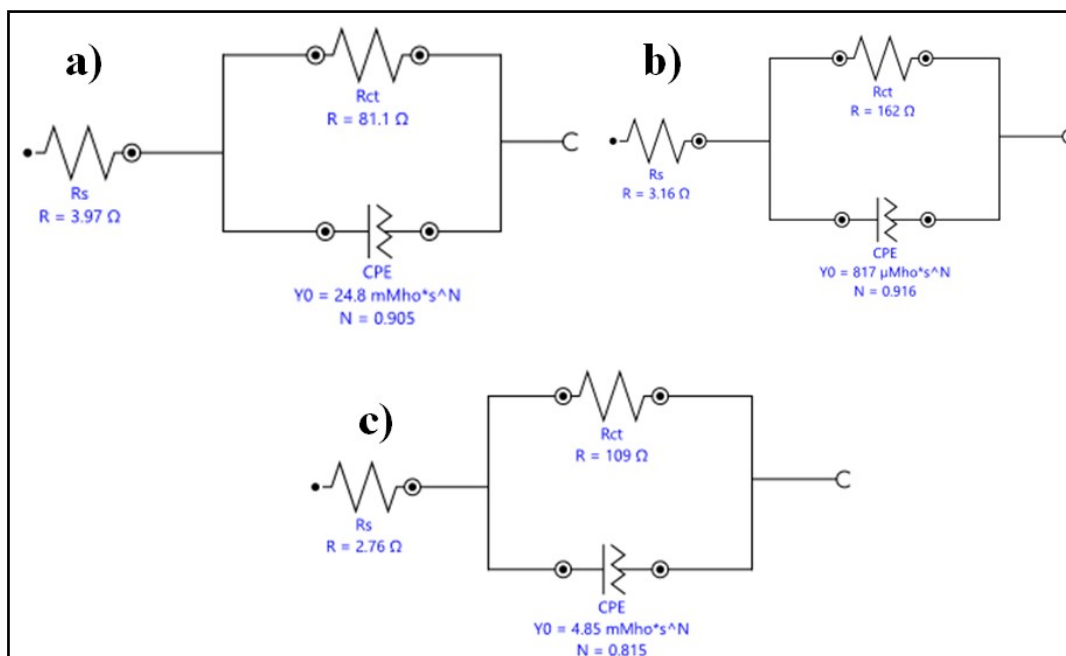 a)
Rct
R = 81.1 Ω
Rs
R = 3.97 Ω
CPE
Y0 = 24.8 mMho*s^N
N = 0.905
b)
Rct
R = 162 Ω
Rs
R = 3.16 Ω
CPE
Y0 = 817 µMho*s^N
N = 0.916
c)
Rct
R = 109 Ω
Rs
R = 2.76 Ω
CPE
Y0 = 4.85 mMho*s^N
N = 0.815